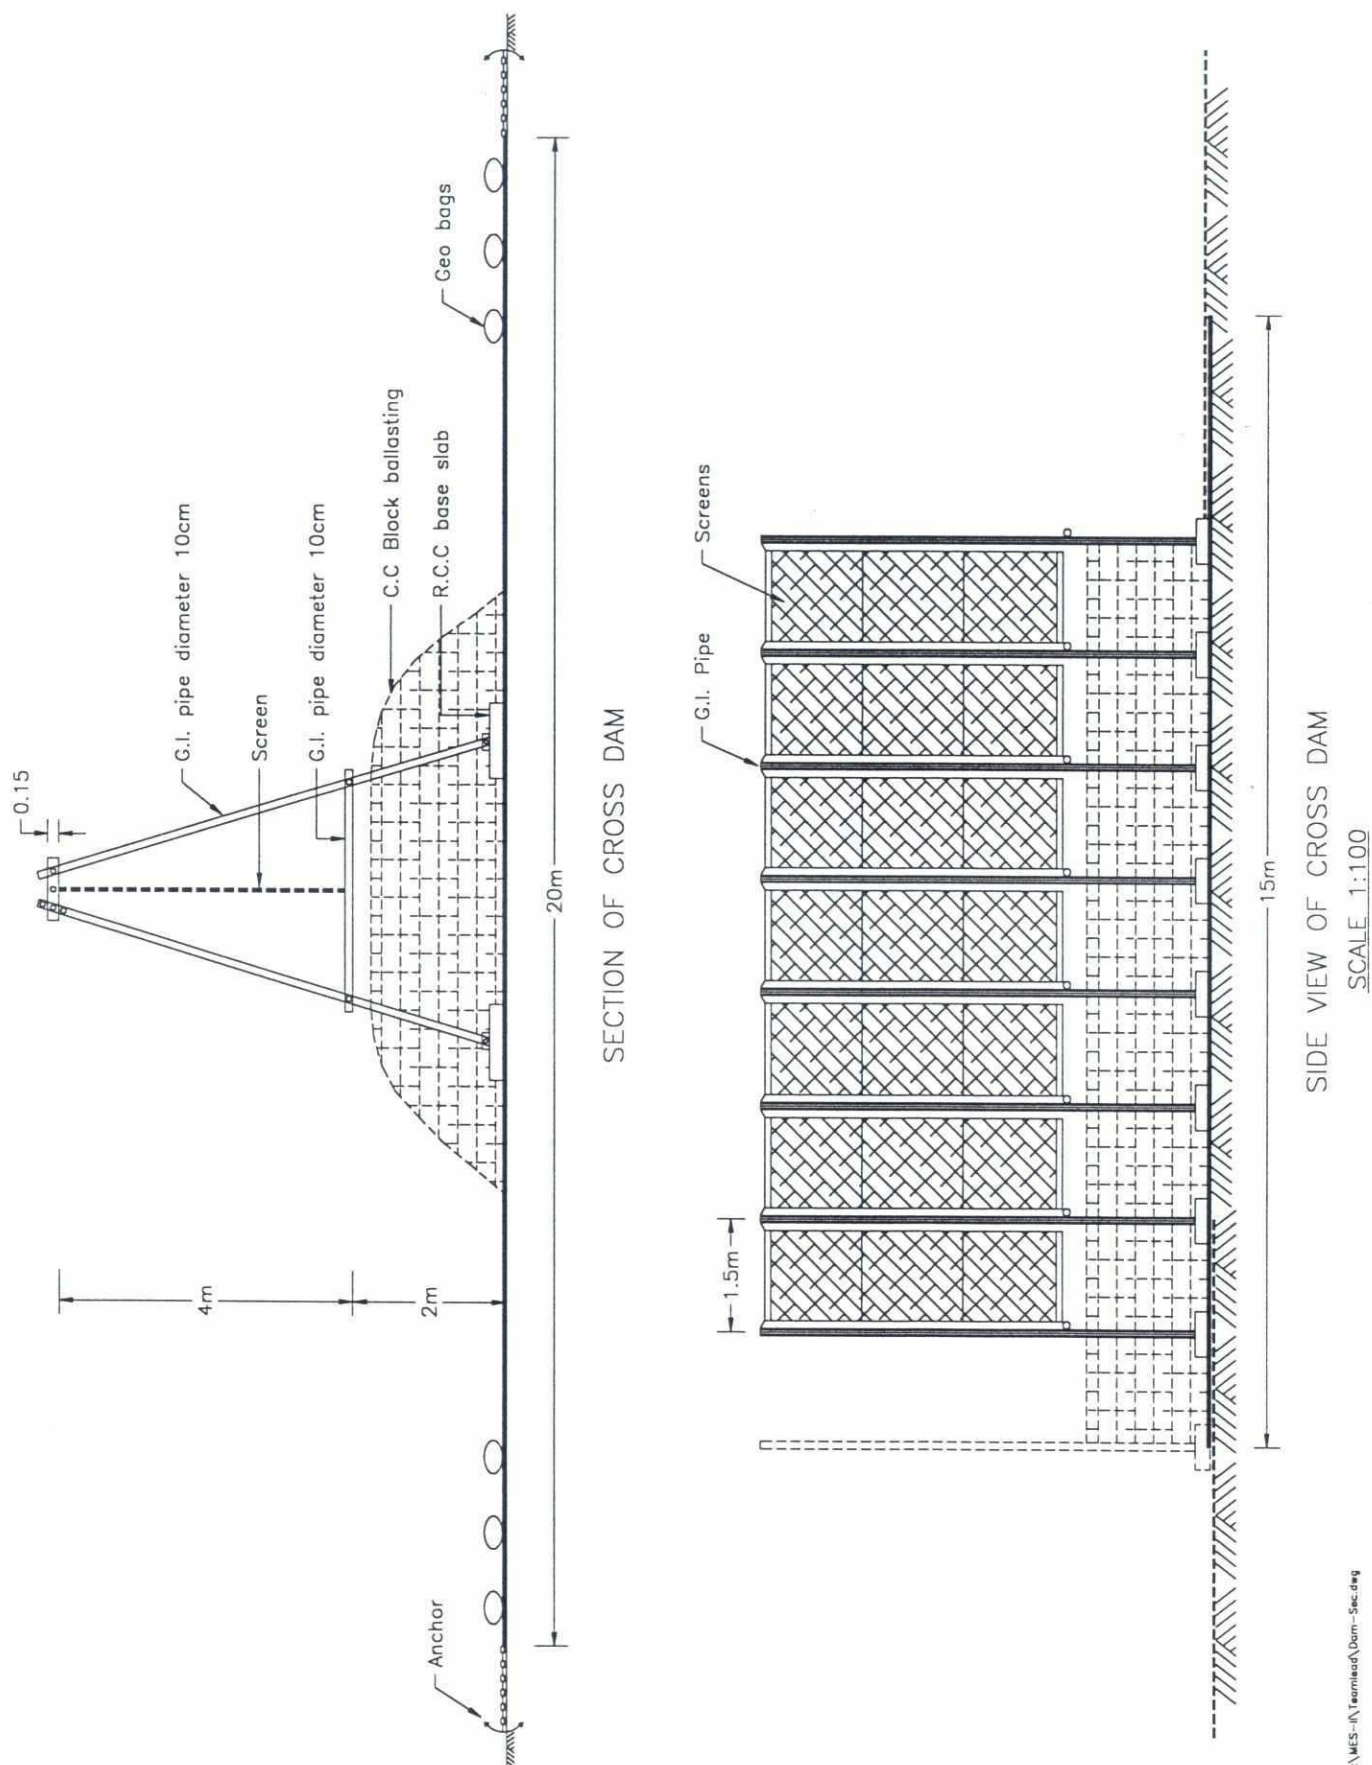 0.15
G.I. pipe diameter 10cm
Screen
G.I. pipe diameter 10cm
C.C Block ballasting
R.C.C base slab
Geo bags
Anchor
4m
2m
20m
SECTION OF CROSS DAM
Screens
G.I. Pipe
1.5m
15m
SIDE VIEW OF CROSS DAM
SCALE 1:100
\MES-II\Teamlead\Dam-Sec.dwg